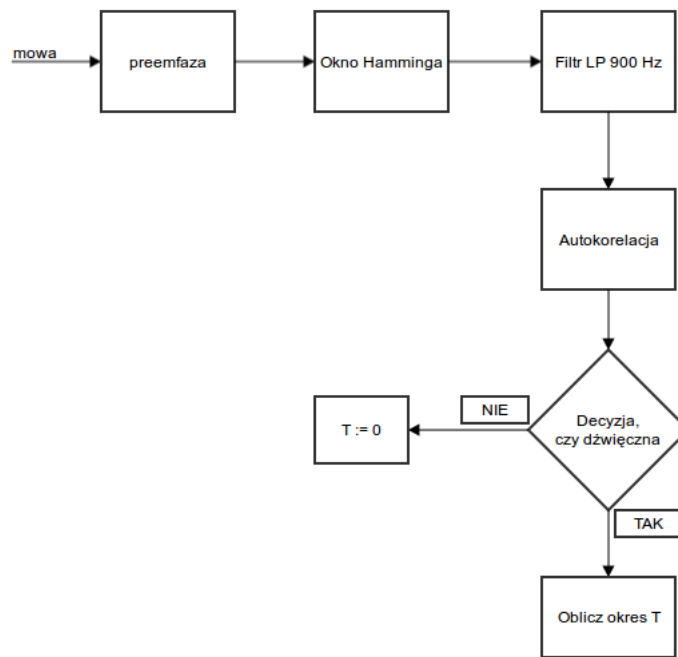 mowa
preemfaza
Okno Hamminga
Filtr LP 900 Hz
Autokorelacja
NIE
T := 0
Decyzja,
czy dźwięczna
TAK
Oblicz okres T